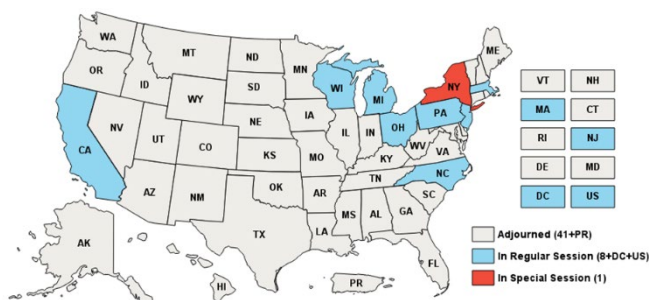 WA
MT
ND
MN
ME
OR
ID
SD
WI
MI
NY
WY
NV
UT
CO
NE
IA
IL
IN
OH
PA
CA
KS
MO
KY
WV
VA
AZ
NM
OK
AR
TN
NC
SC
TX
LA
MS
AL
GA
FL
AK
HI
PR
VT NH
MA CT
RI NJ
DE MD
DC US
Adjourned (41+PR)
In Regular Session (8+DC+US)
In Special Session (1)